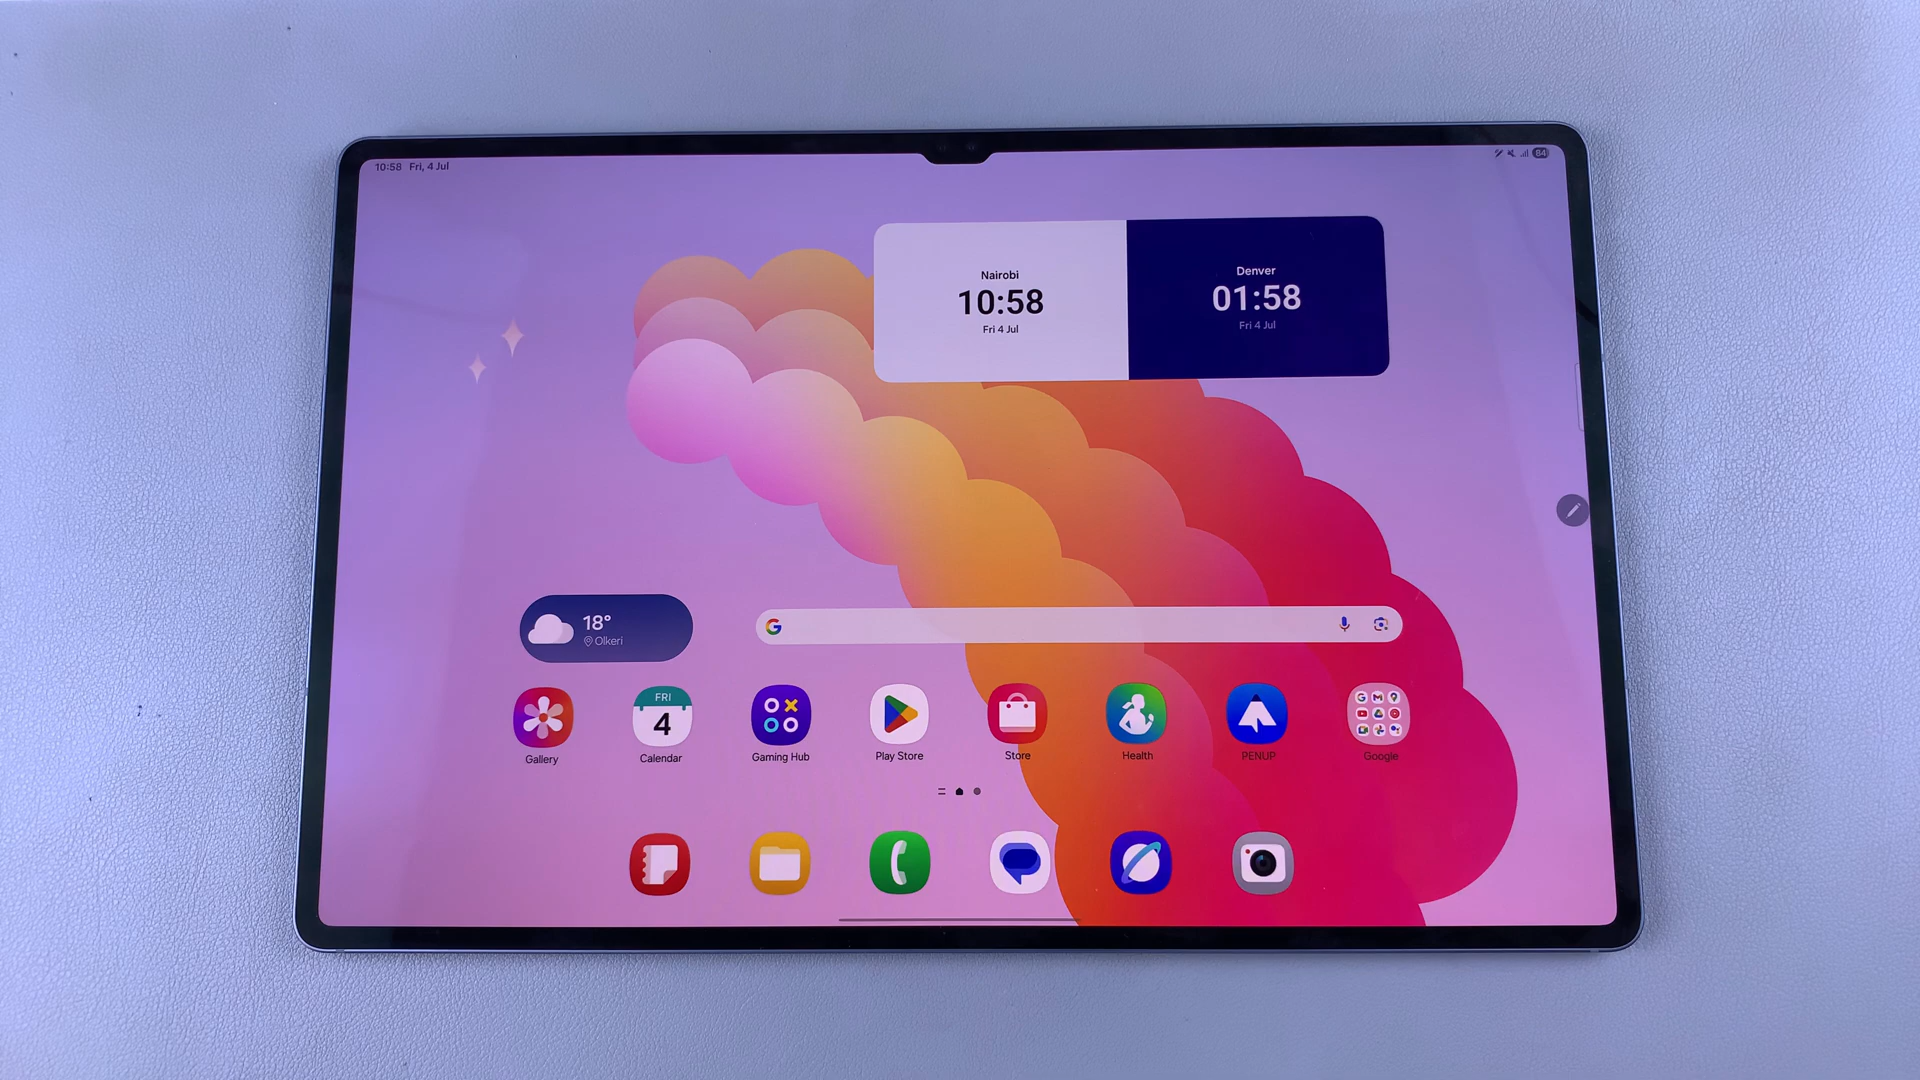 10:58 Fri, 4 Jul
84
Nairobi
10:58
Fri 4 Jul
Denver
01:58
Fri 4 Jul
18°
Olkeri
G
FRI
4
Gallery
Calendar
Gaming Hub
Play Store
Store
Health
PENUP
Google